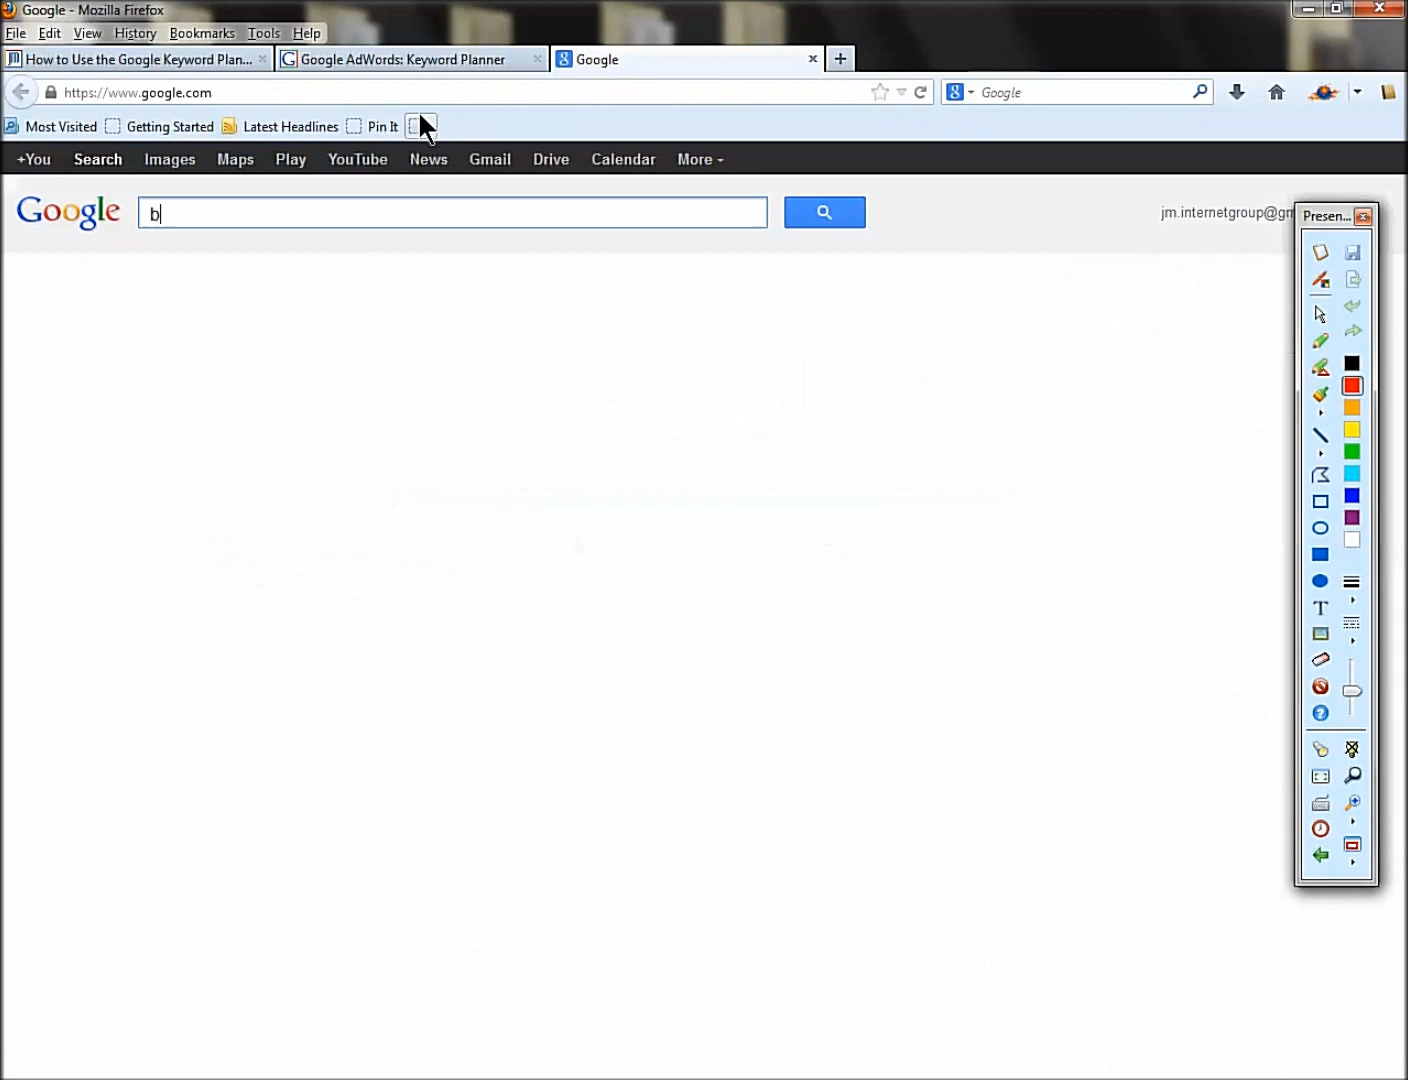 Google - Mozilla Firefox
File Edit View History Bookmarks Tools Help
How to Use the Google Keyword Plan... Google AdWords: Keyword Planner Google
https://www.google.com Google
Most Visited Getting Started Latest Headlines Pin It
+You Search Images Maps Play YouTube News Gmail Drive Calendar More
Google b jm.internetgroup@gm
Presen...
T